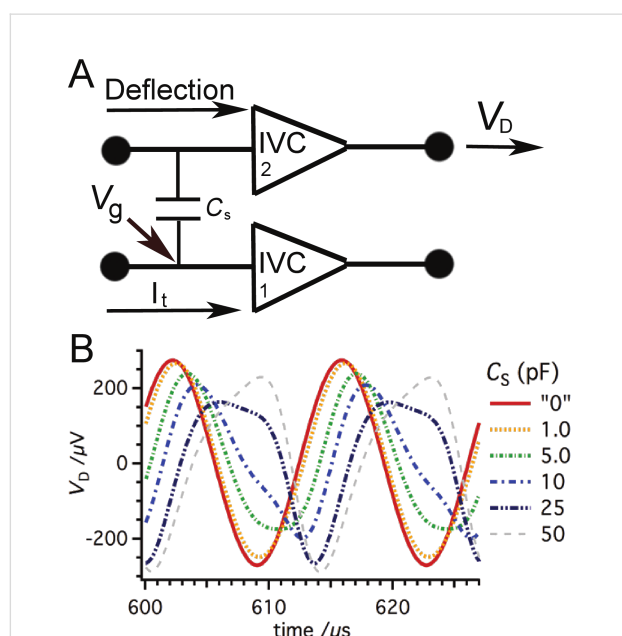 A
Deflection
IVC
2
V_D
V_g
C_s
IVC
1
I_t
B
C_S (pF)
"0"
1.0
5.0
10
25
50
200
0
-200
V_D /µV
600
610
620
time /µs